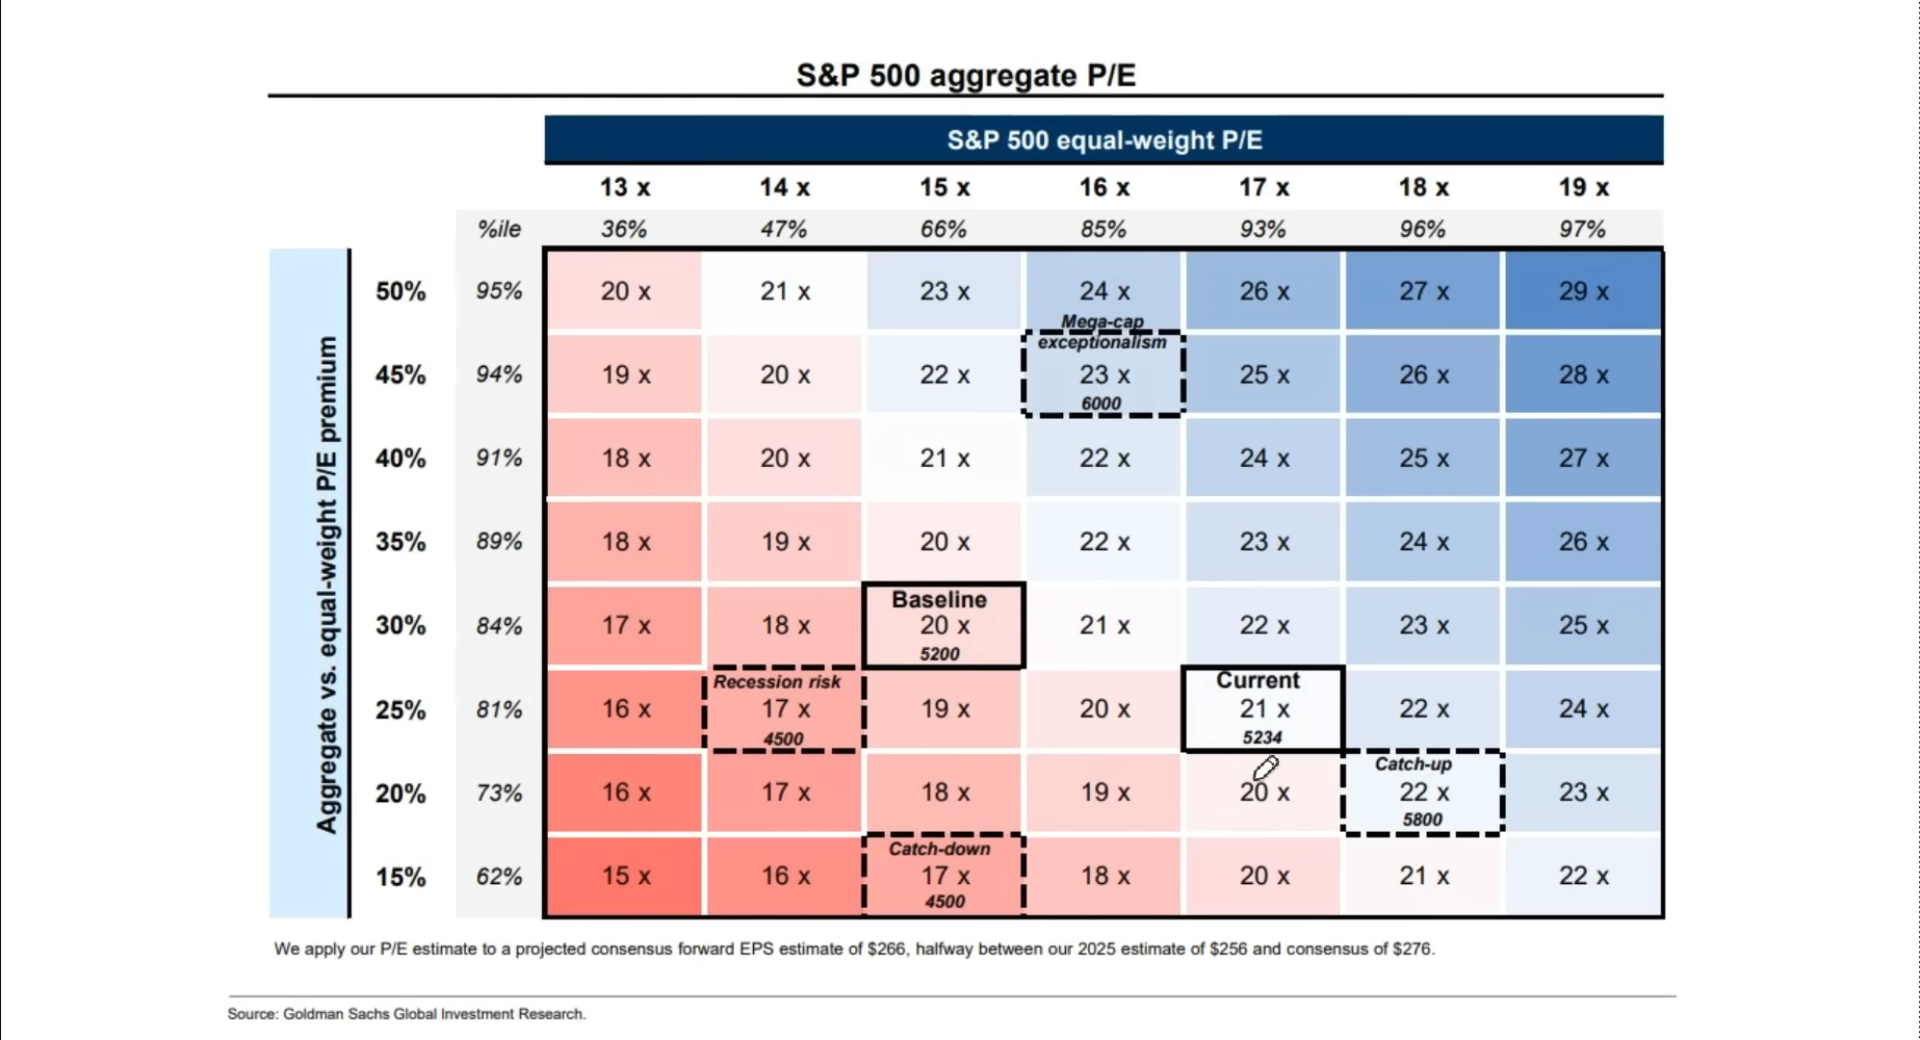 S&P 500 aggregate P/E
S&P 500 equal-weight P/E
13 x 14 x 15 x 16 x 17 x 18 x 19 x
%ile 36% 47% 66% 85% 93% 96% 97%
Aggregate vs. equal-weight P/E premium
50% 95% 20 x 21 x 23 x 24 x 26 x 27 x 29 x
Mega-cap
exceptionalism
45% 94% 19 x 20 x 22 x 23 x 25 x 26 x 28 x
6000
40% 91% 18 x 20 x 21 x 22 x 24 x 25 x 27 x
35% 89% 18 x 19 x 20 x 22 x 23 x 24 x 26 x
Baseline
30% 84% 17 x 18 x 20 x 21 x 22 x 23 x 25 x
5200
Recession risk Current
25% 81% 16 x 17 x 19 x 20 x 21 x 22 x 24 x
4500 5234
Catch-up
20% 73% 16 x 17 x 18 x 19 x 20 x 22 x 23 x
5800
Catch-down
15% 62% 15 x 16 x 17 x 18 x 20 x 21 x 22 x
4500
We apply our P/E estimate to a projected consensus forward EPS estimate of $266, halfway between our 2025 estimate of $256 and consensus of $276.
Source: Goldman Sachs Global Investment Research.